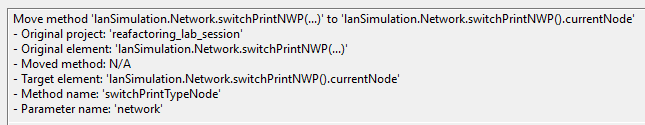 Move method 'lanSimulation.Network.switchPrintNWP(...)' to 'lanSimulation.Network.switchPrintNWP().currentNode'
- Original project: 'reafactoring_lab_session'
- Original element: 'lanSimulation.Network.switchPrintNWP(...)'
- Moved method: N/A
- Target element: 'lanSimulation.Network.switchPrintNWP().currentNode'
- Method name: 'switchPrintTypeNode'
- Parameter name: 'network'